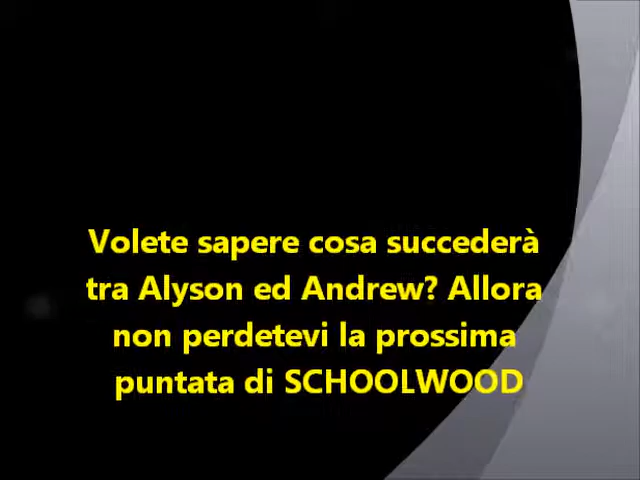 Volete sapere cosa succederà
tra Alyson ed Andrew? Allora
non perdetevi la prossima
puntata di SCHOOLWOOD